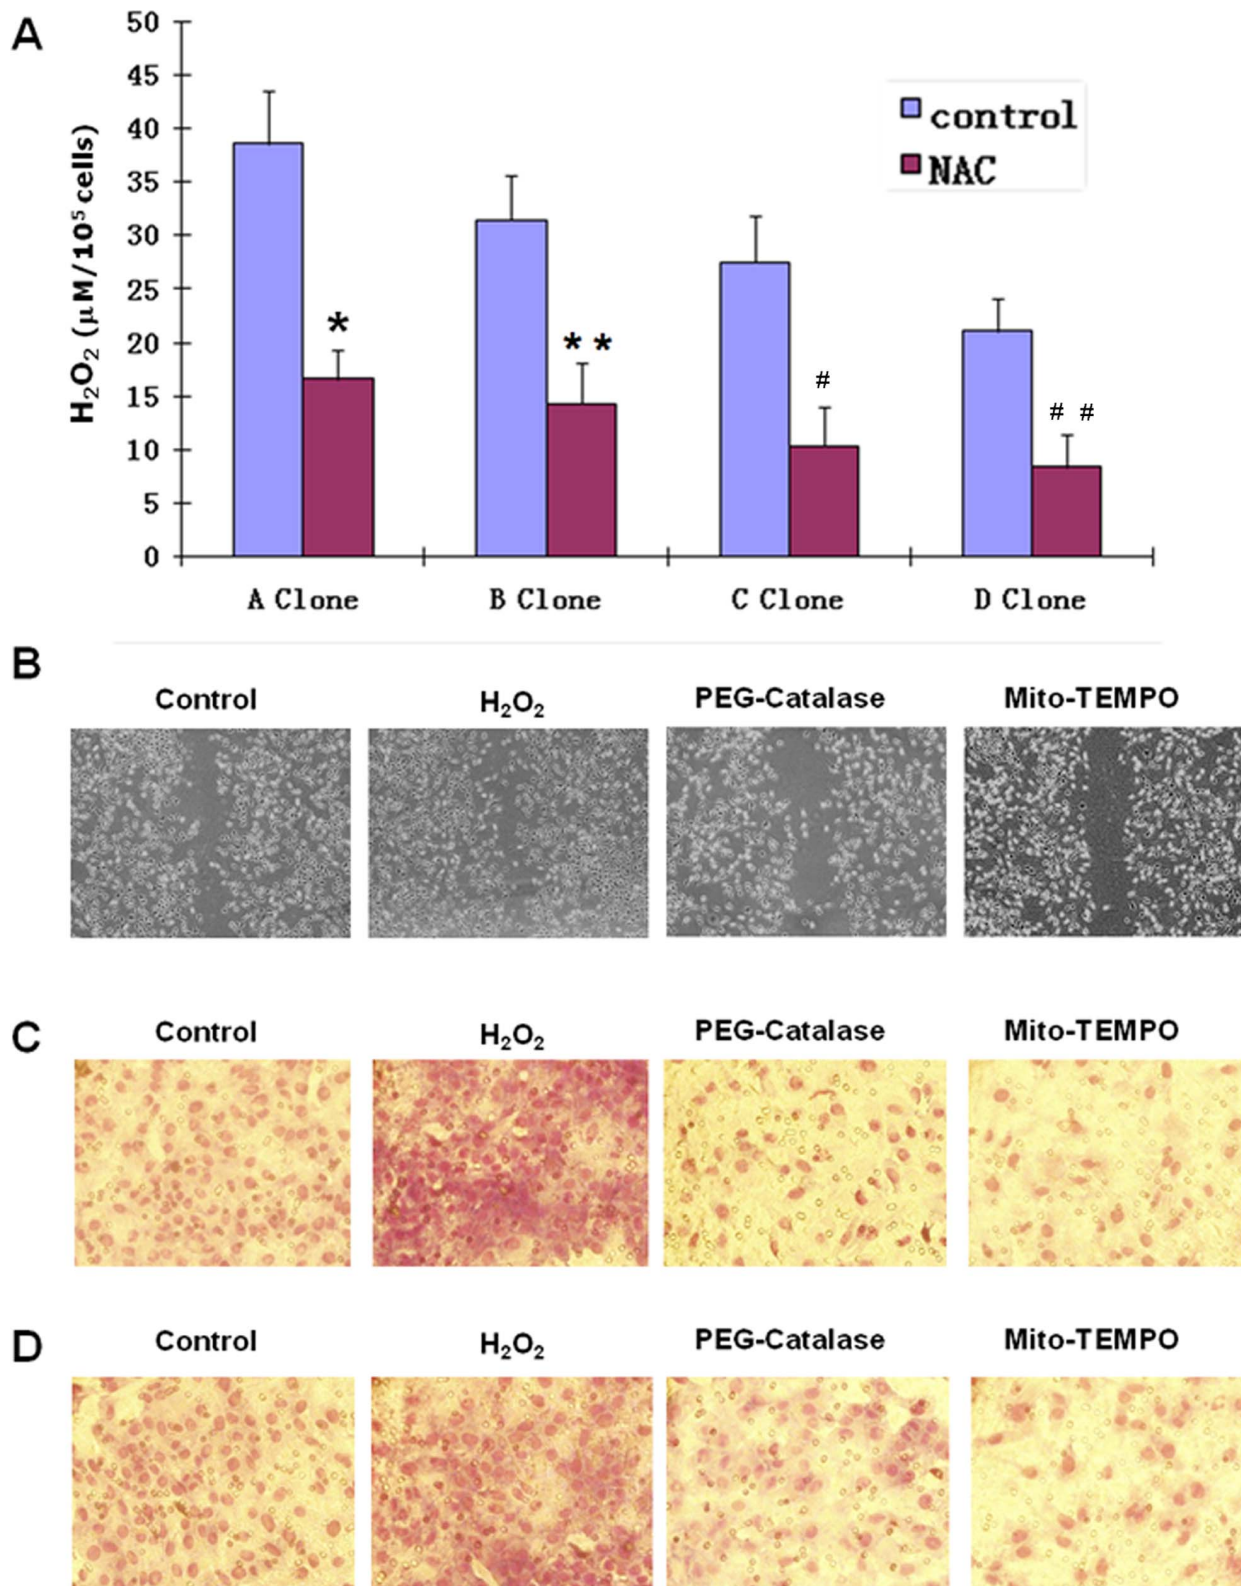 A
50
45
40
35
30
25
20
15
10
5
0
H₂O₂ (μM/10⁵ cells)
control
NAC
*
* *
#
# #
A Clone
B Clone
C Clone
D Clone
B
Control
H₂O₂
PEG-Catalase
Mito-TEMPO
C
Control
H₂O₂
PEG-Catalase
Mito-TEMPO
D
Control
H₂O₂
PEG-Catalase
Mito-TEMPO